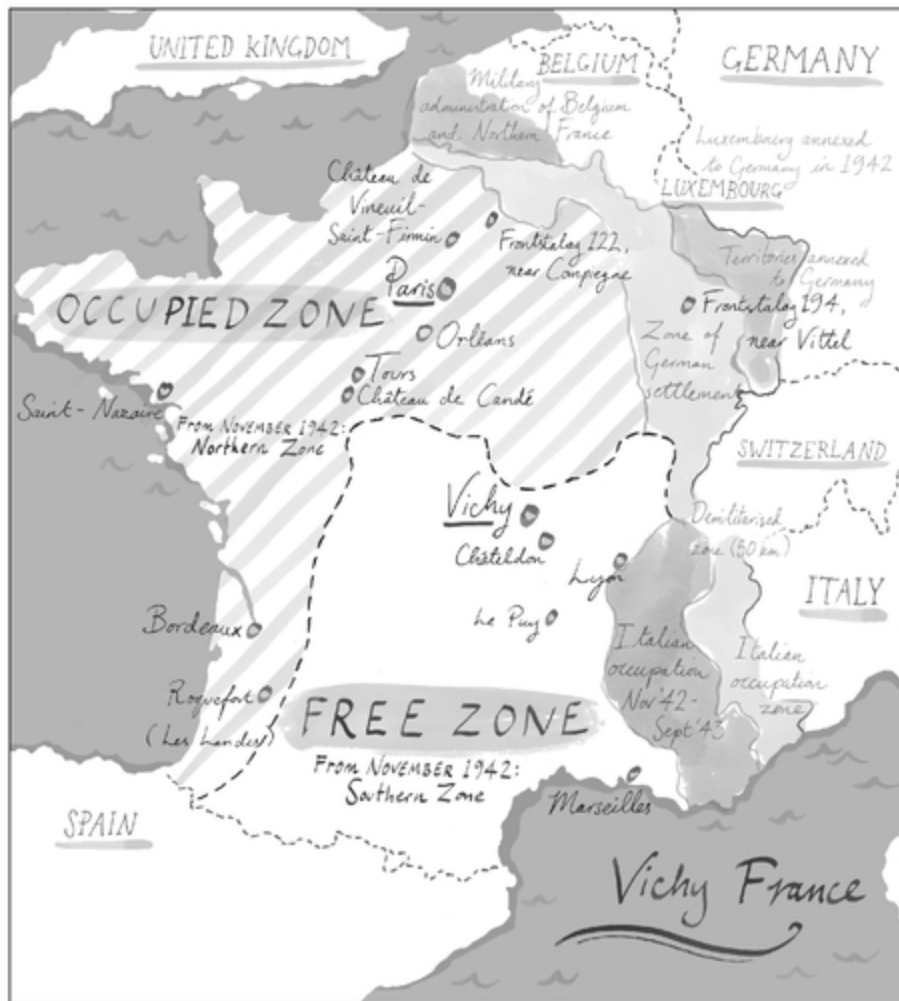 UNITED KINGDOM
BELGIUM
GERMANY
Military
administration of Belgium
and Northern France
Luxembourg annexed
to Germany in 1942
LUXEMBOURG
Château de
Vineuil-
Saint-Firmin
Frontstalag 122,
near Compiegne
Territories annexed
to Germany
Paris
OCCUPIED ZONE
Frontstalag 194,
near Vittel
Orléans
Zone of
German
settlement
Tours
Château de Candé
Saint-Nazaire
From November 1942:
Northern Zone
SWITZERLAND
Vichy
Châteldon
Demilitarised
zone (50 km)
Lyon
ITALY
Le Puy
Bordeaux
Italian
occupation
Nov '42-
Sept '43
Italian
occupation
zone
Roquefort
(Les Landes)
FREE ZONE
From November 1942:
Southern Zone
Marseilles
SPAIN
Vichy France